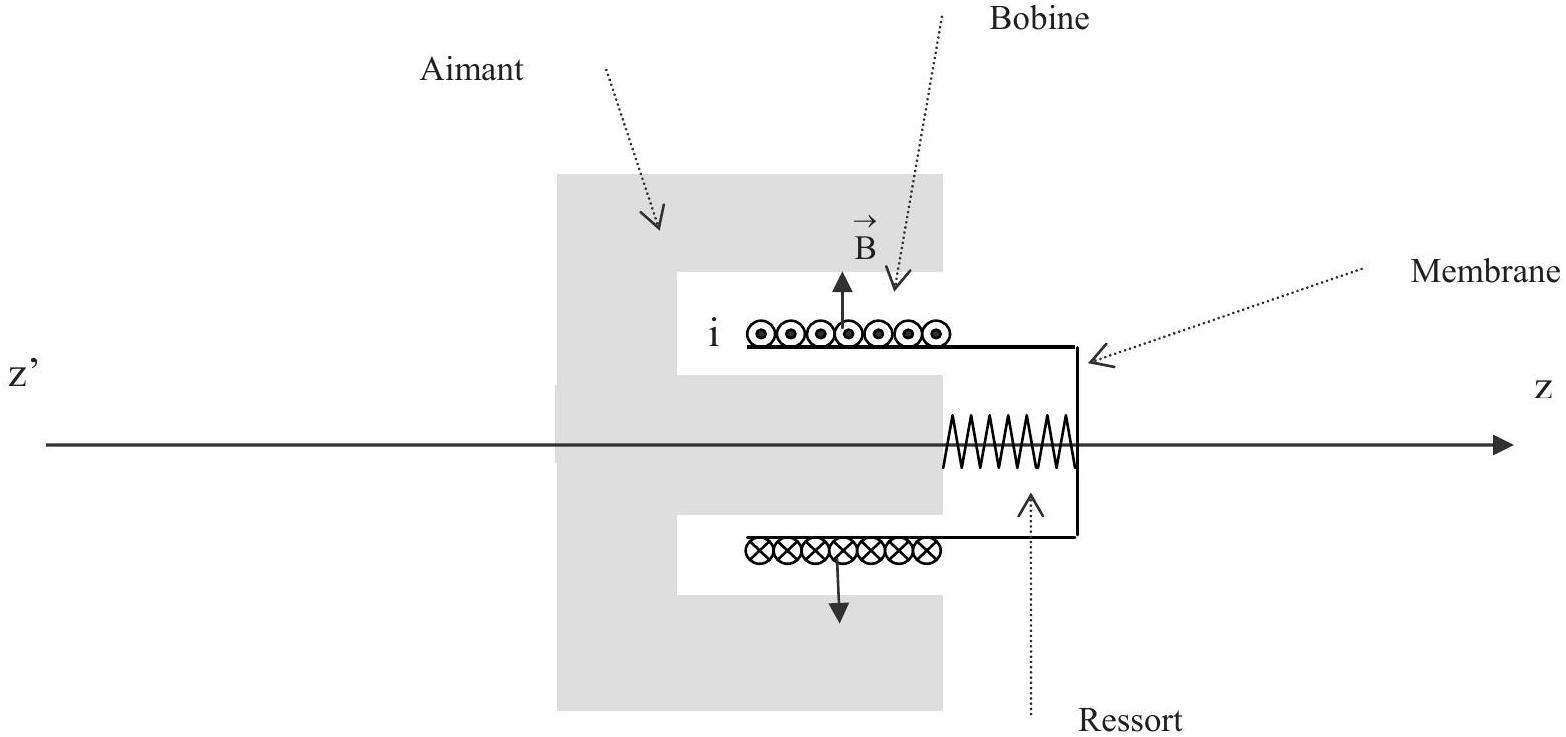 Bobine
Aimant
B
Membrane
i
z’
z
Ressort